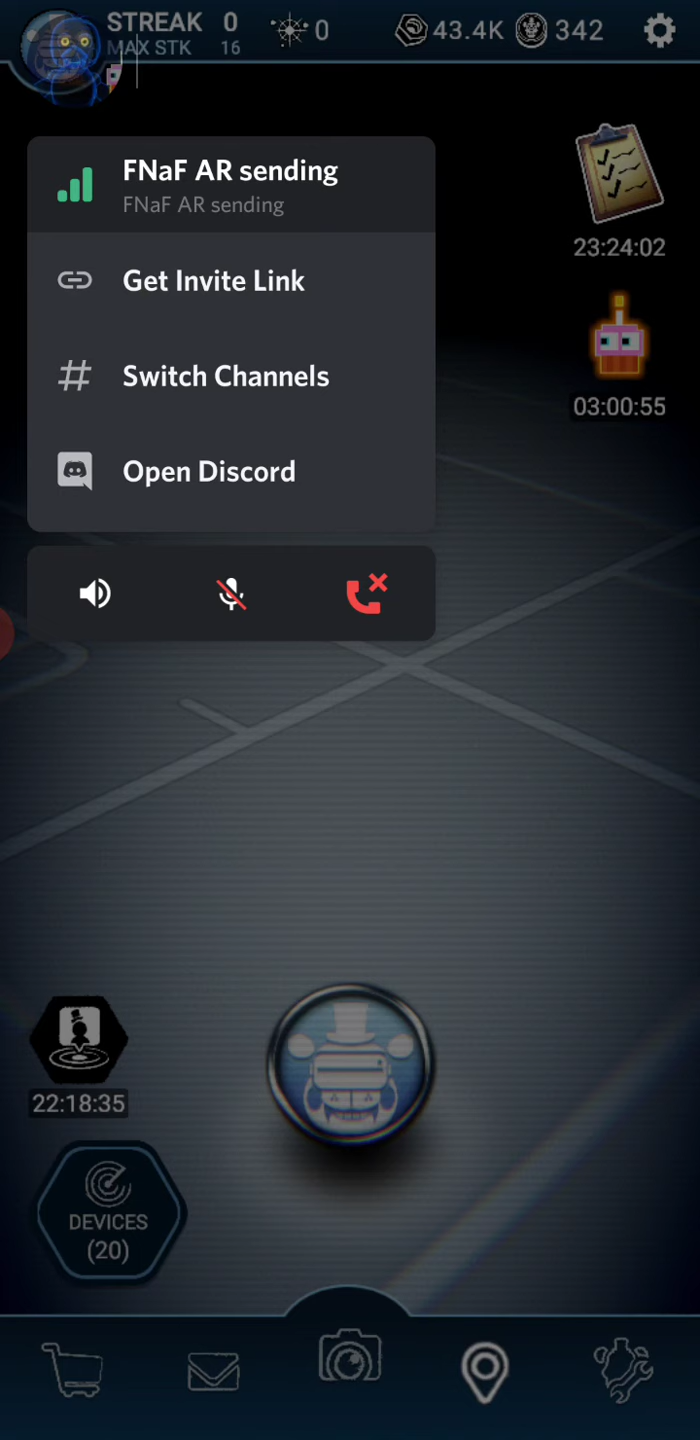 STREAK 0
MAX STK 16
0
43.4K
342
FNaF AR sending
FNaF AR sending
23:24:02
Get Invite Link
Switch Channels
03:00:55
Open Discord
22:18:35
DEVICES
(20)